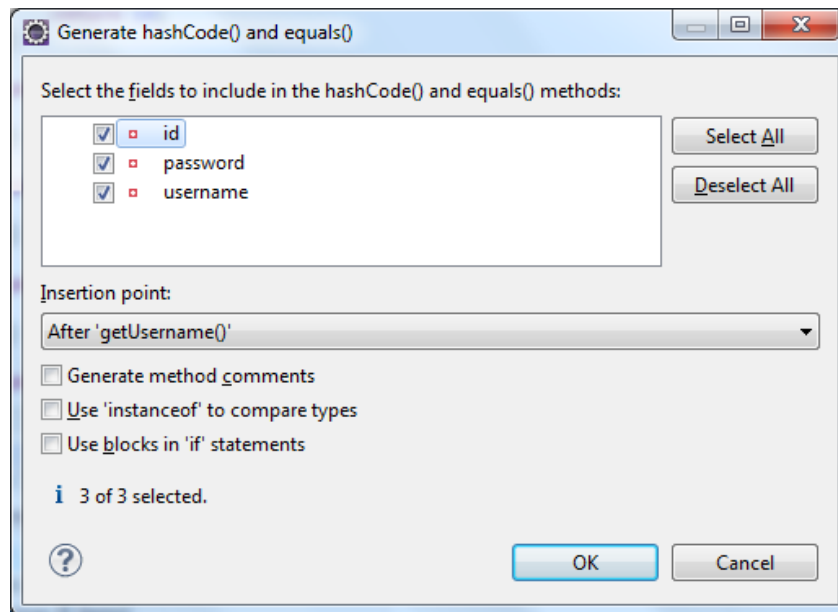 Generate hashCode() and equals()
Select the fields to include in the hashCode() and equals() methods:
id
password
username
Select All
Deselect All
Insertion point:
After 'getUsername()'
Generate method comments
Use 'instanceof' to compare types
Use blocks in 'if' statements
i 3 of 3 selected.
?
OK
Cancel